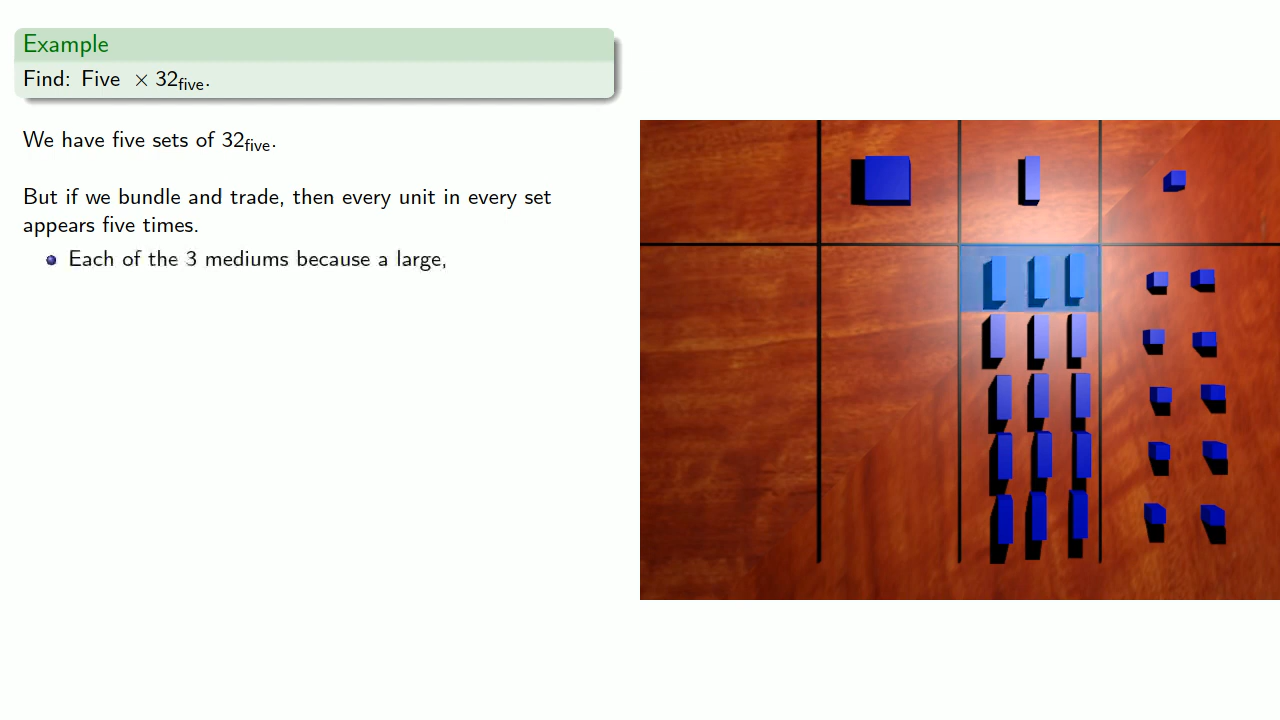 Example
Find: Five × 32five.
We have five sets of 32five.
But if we bundle and trade, then every unit in every set
appears five times.
Each of the 3 mediums because a large,